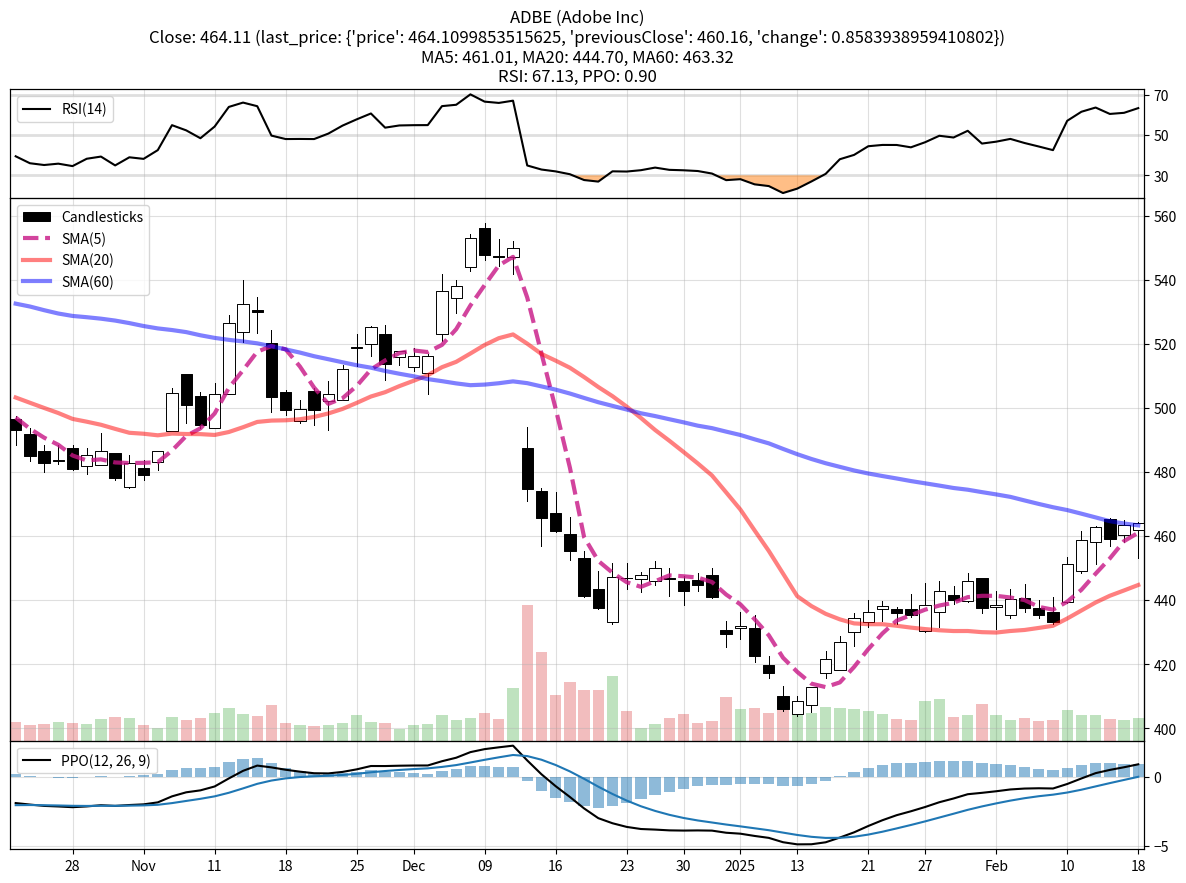 ADBE (Adobe Inc)
Close: 464.11 (last_price: {'price': 464.1099853515625, 'previousClose': 460.16, 'change': 0.8583938959410802})
MA5: 461.01, MA20: 444.70, MA60: 463.32
RSI: 67.13, PPO: 0.90
RSI(14)
70
50
30
Candlesticks
SMA(5)
SMA(20)
SMA(60)
560
540
520
500
480
460
440
420
400
PPO(12, 26, 9)
0
−5
28 Nov 11 18 25 Dec 09 16 23 30 2025 13 21 27 Feb 10 18